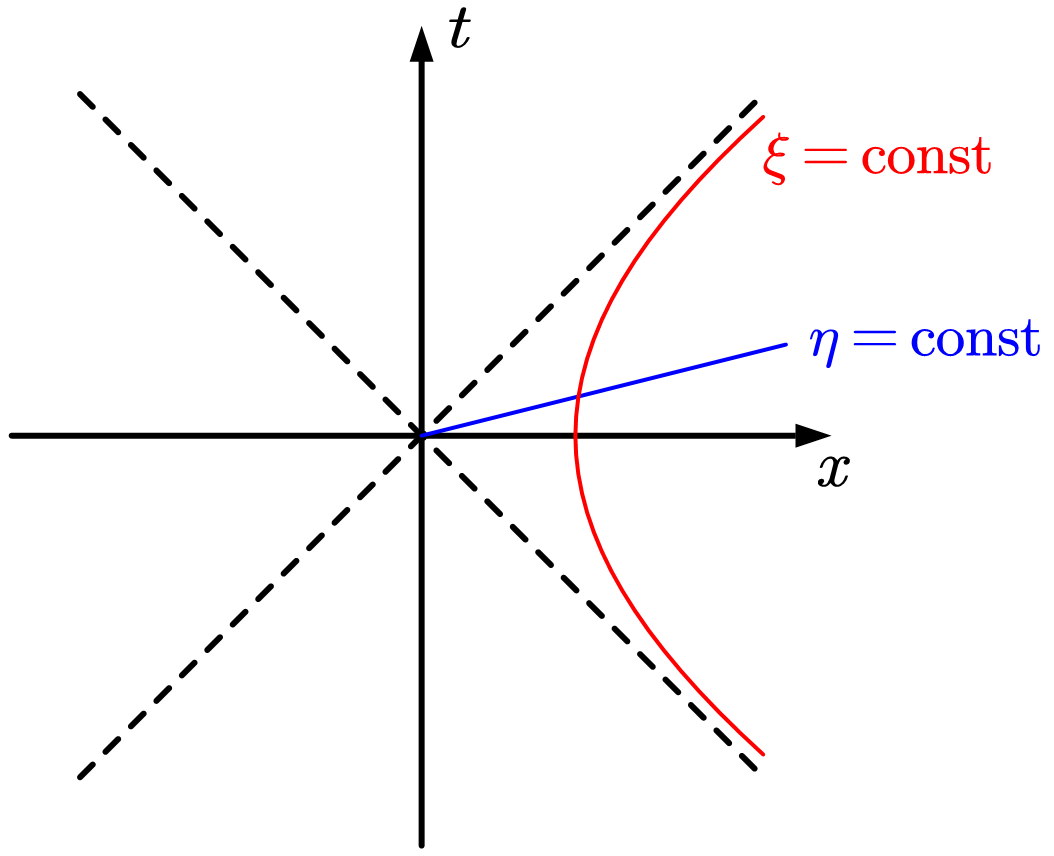 t
ξ = const
η = const
x